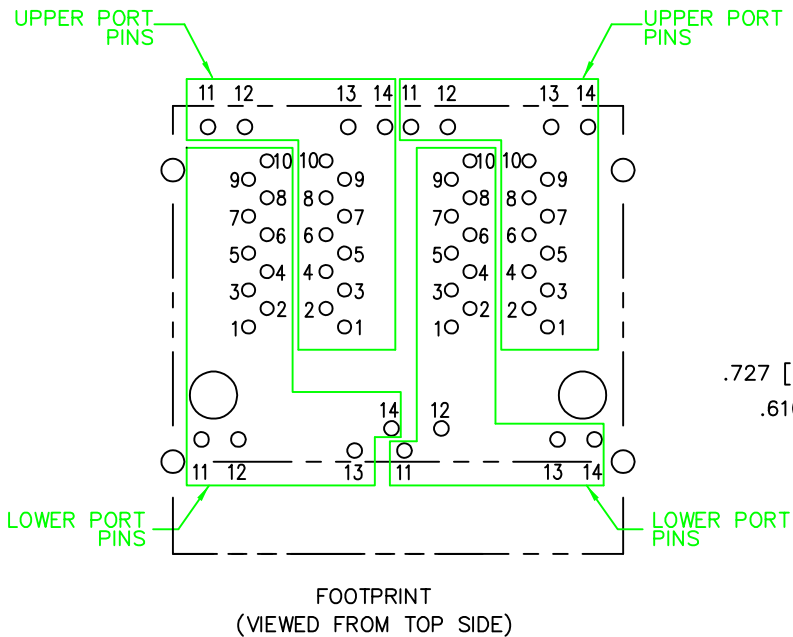 UPPER PORT
PINS
UPPER PORT
PINS
11 12 13 14 11 12 13 14
10 10 10 10
9 9 9 9
8 8 8 8
7 7 7 7
6 6 6 6
5 5 5 5
4 4 4 4
3 3 3 3
2 2 2 2
1 1 1 1
.727 [
.610
14 12
11 12 13 11 13 14
LOWER PORT
PINS
LOWER PORT
PINS
FOOTPRINT
(VIEWED FROM TOP SIDE)